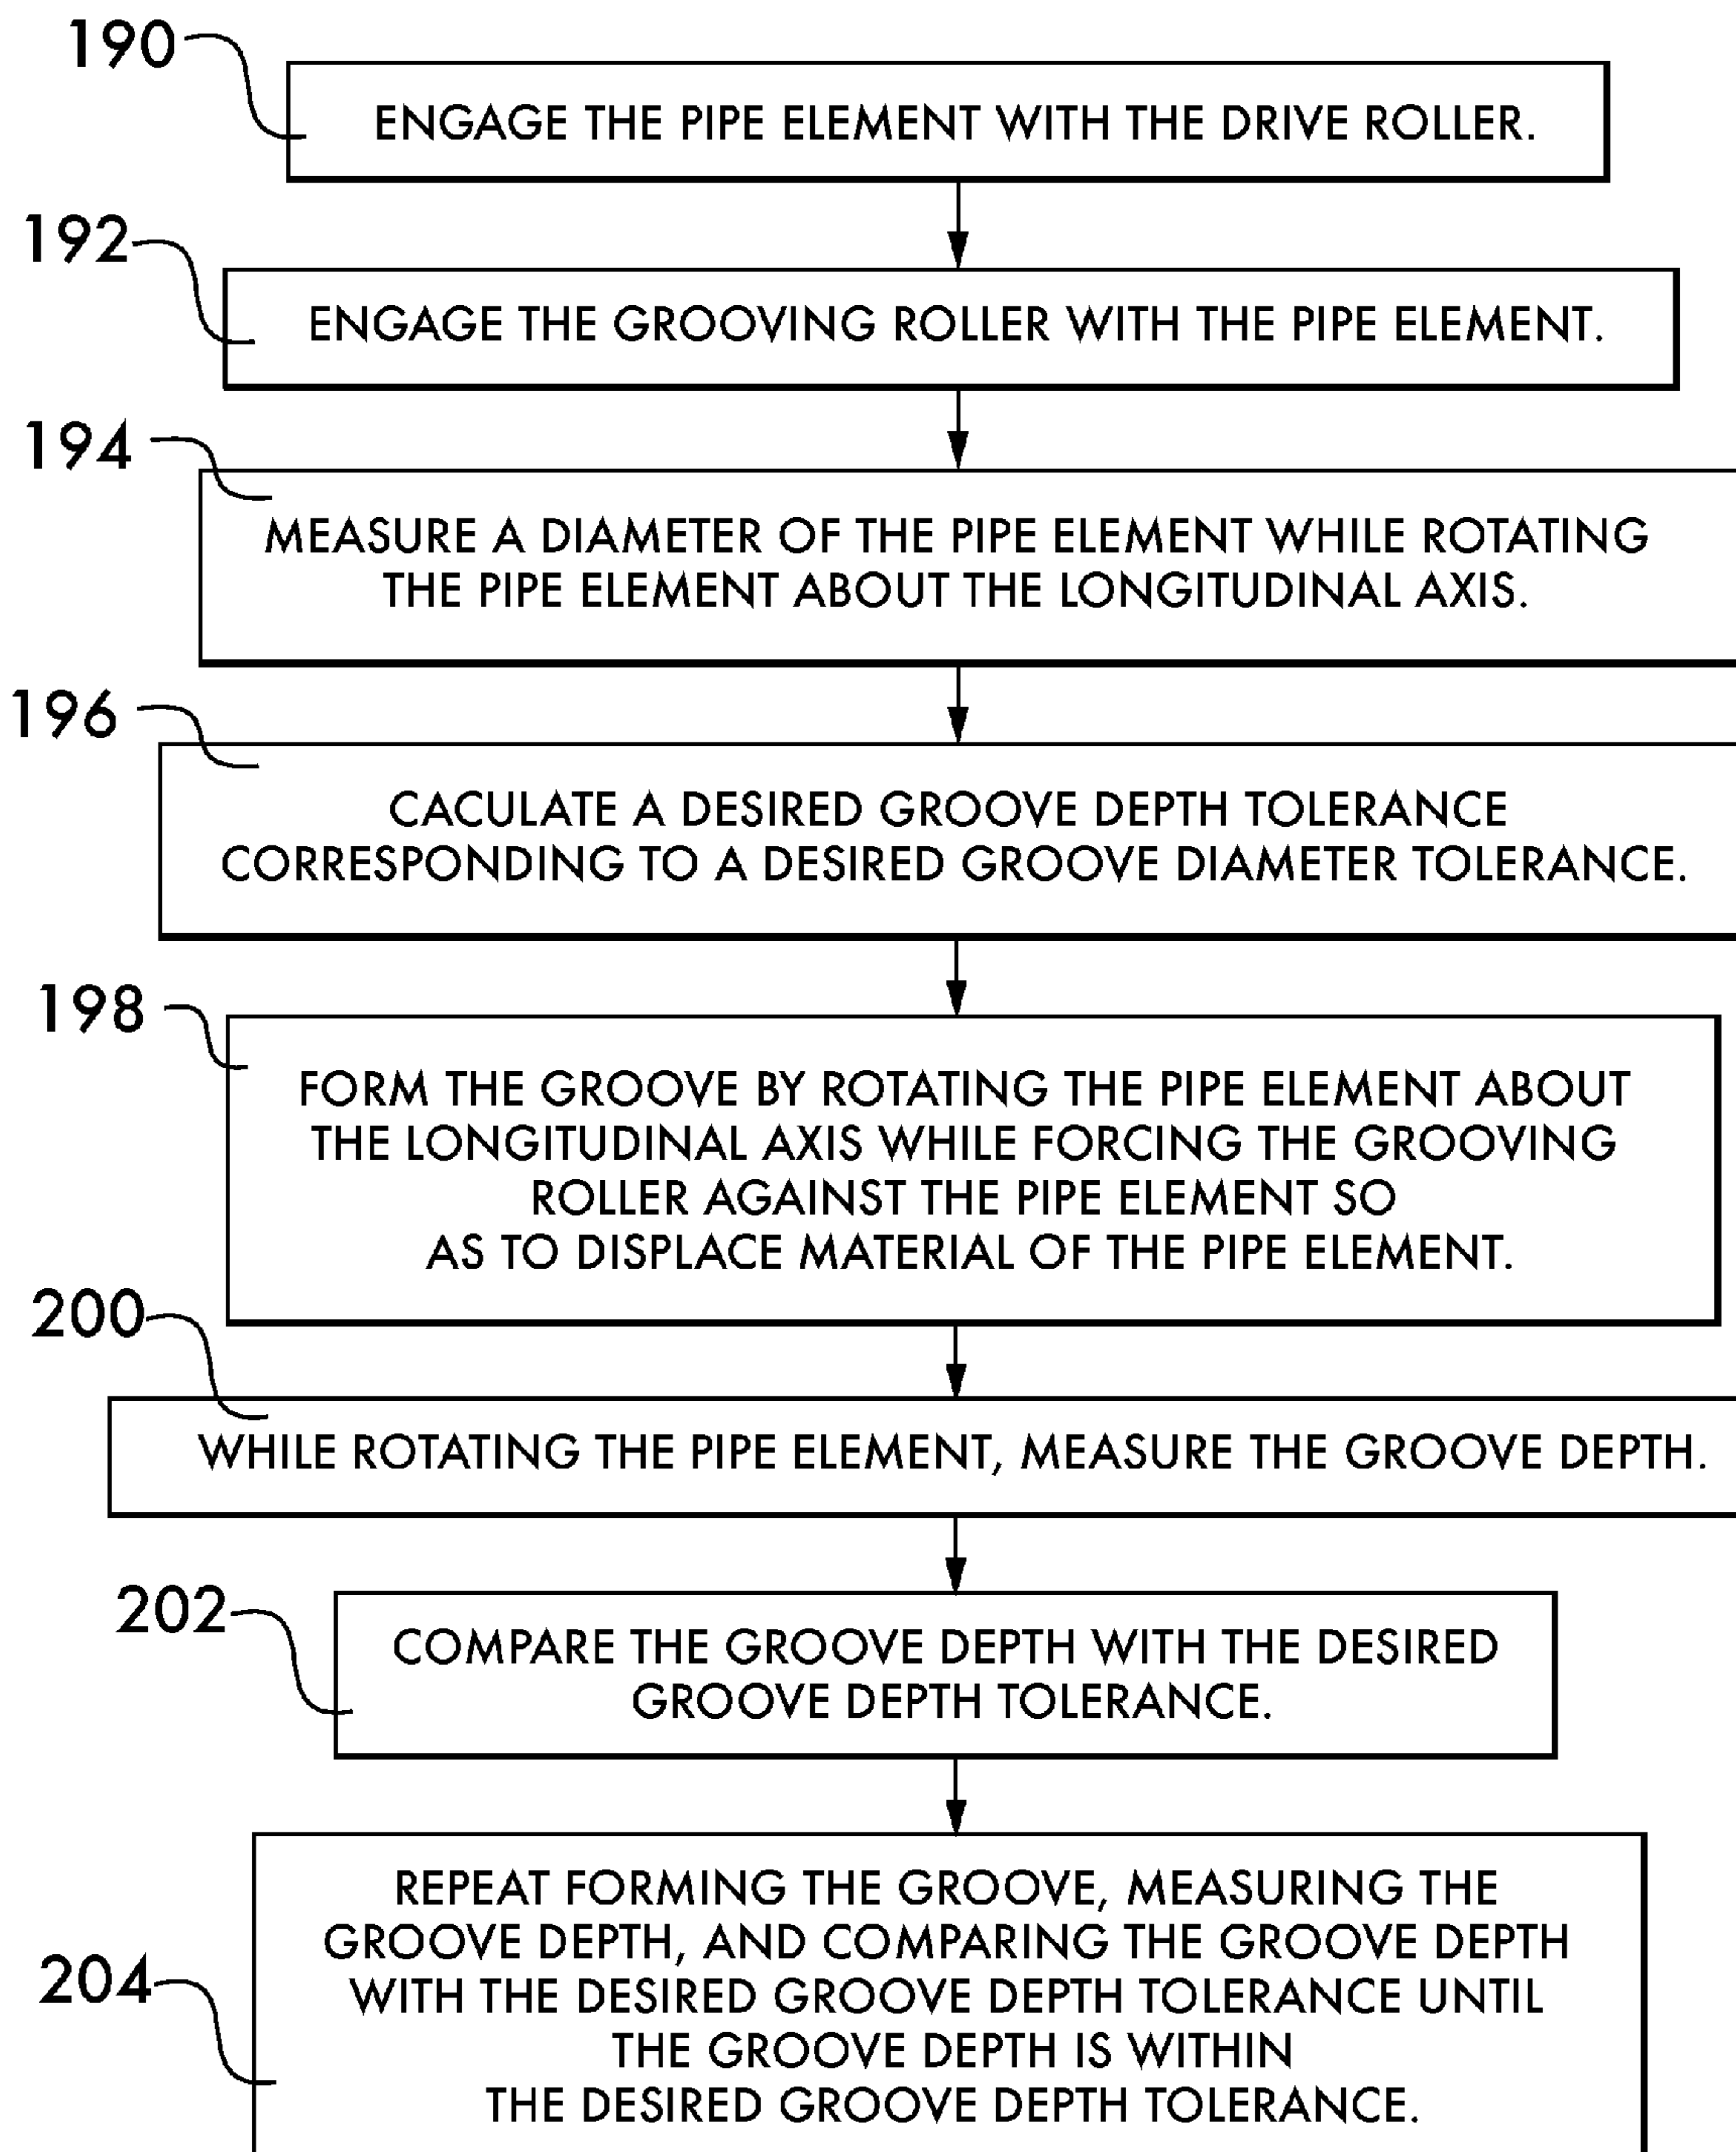 190
ENGAGE THE PIPE ELEMENT WITH THE DRIVE ROLLER.
192
ENGAGE THE GROOVING ROLLER WITH THE PIPE ELEMENT.
194
MEASURE A DIAMETER OF THE PIPE ELEMENT WHILE ROTATING
THE PIPE ELEMENT ABOUT THE LONGITUDINAL AXIS.
196
CACULATE A DESIRED GROOVE DEPTH TOLERANCE
CORRESPONDING TO A DESIRED GROOVE DIAMETER TOLERANCE.
198
FORM THE GROOVE BY ROTATING THE PIPE ELEMENT ABOUT
THE LONGITUDINAL AXIS WHILE FORCING THE GROOVING
ROLLER AGAINST THE PIPE ELEMENT SO
AS TO DISPLACE MATERIAL OF THE PIPE ELEMENT.
200
WHILE ROTATING THE PIPE ELEMENT, MEASURE THE GROOVE DEPTH.
202
COMPARE THE GROOVE DEPTH WITH THE DESIRED
GROOVE DEPTH TOLERANCE.
204
REPEAT FORMING THE GROOVE, MEASURING THE
GROOVE DEPTH, AND COMPARING THE GROOVE DEPTH
WITH THE DESIRED GROOVE DEPTH TOLERANCE UNTIL
THE GROOVE DEPTH IS WITHIN
THE DESIRED GROOVE DEPTH TOLERANCE.